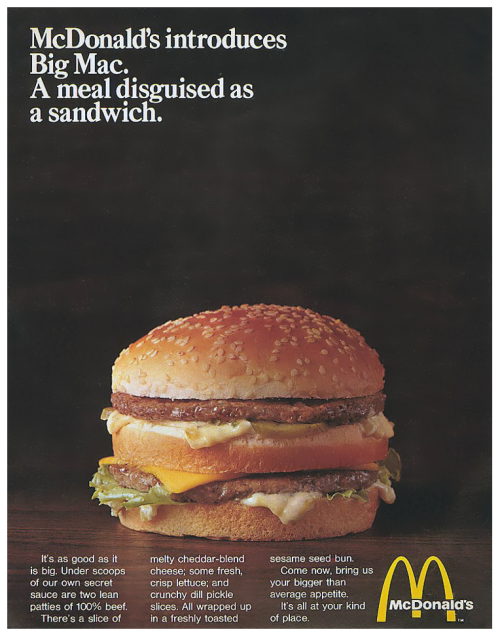 McDonald's introduces
Big Mac.
A meal disguised as
a sandwich.
It's as good as it
is big. Under scoops
of our own secret
sauce are two lean
patties of 100% beef.
There's a slice of
melty cheddar-blend
cheese; some fresh,
crisp lettuce; and
crunchy dill pickle
slices. All wrapped up
in a freshly toasted
sesame seed bun.
Come now, bring us
your bigger than
average appetite.
It's all at your kind
of place.
McDonald's
™